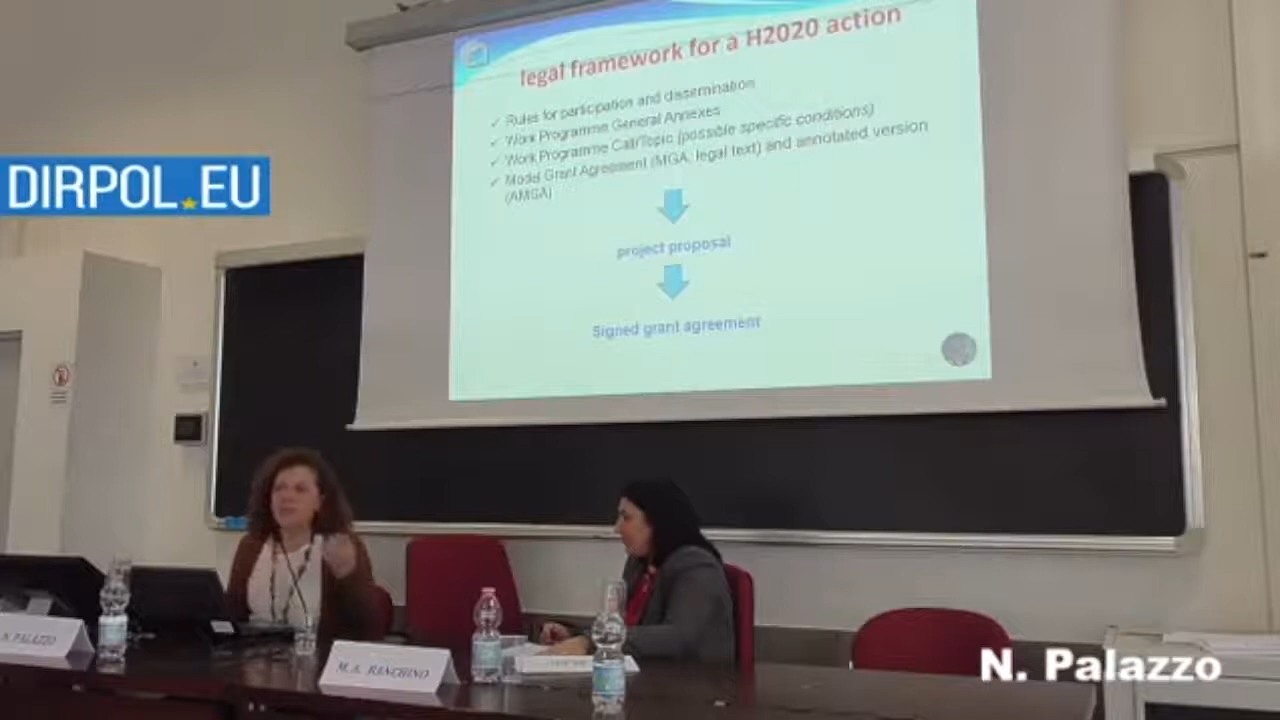 legal framework for a H2020 action
✓ Rules for participation and dissemination
✓ Work Programme General Annexes
✓ Work Programme Call/Topic (possible specific conditions)
✓ Model Grant Agreement (MGA: legal text) and annotated version
(AMGA)
project proposal
Signed grant agreement
DIRPOL.EU
N. PALAZZO
M. A. RANCHINO
N. Palazzo